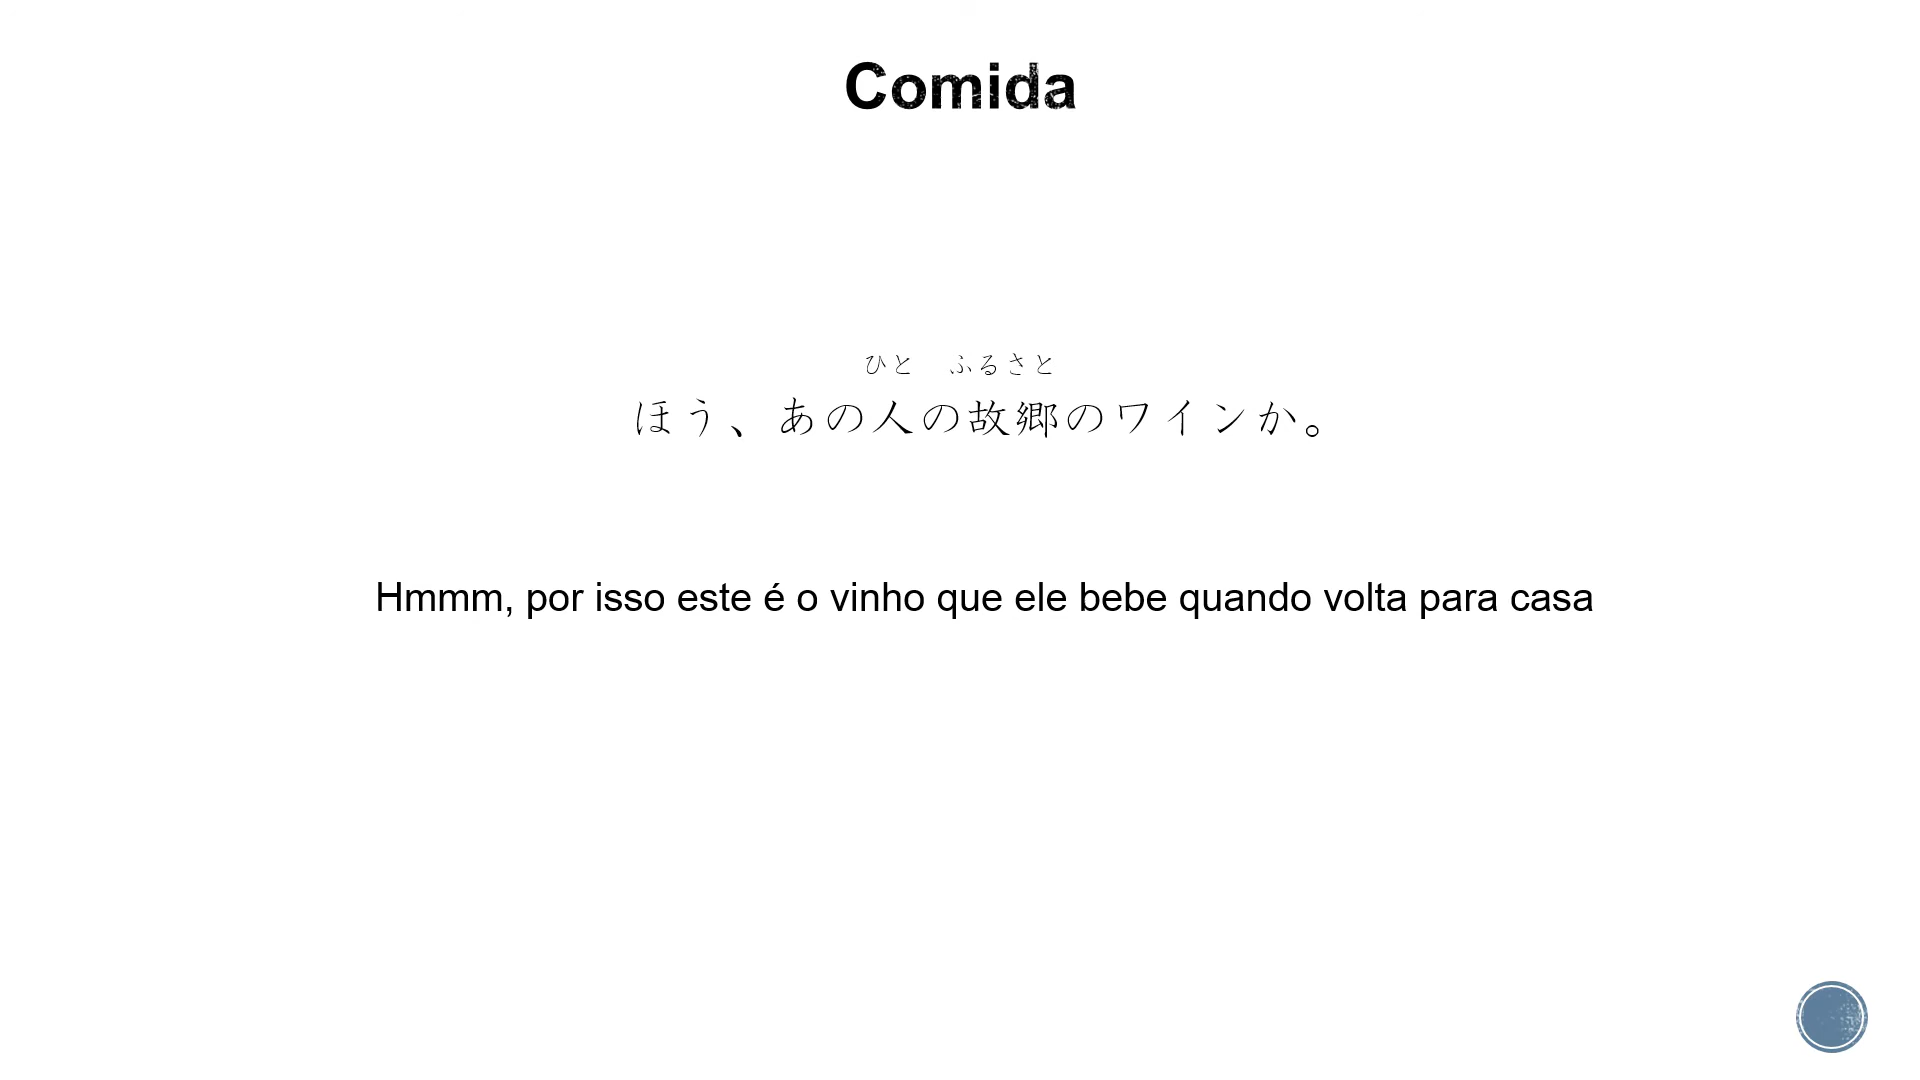 Comida
ひと ふるさと
ほう、あの人の故郷のワインか。
Hmmm, por isso este é o vinho que ele bebe quando volta para casa